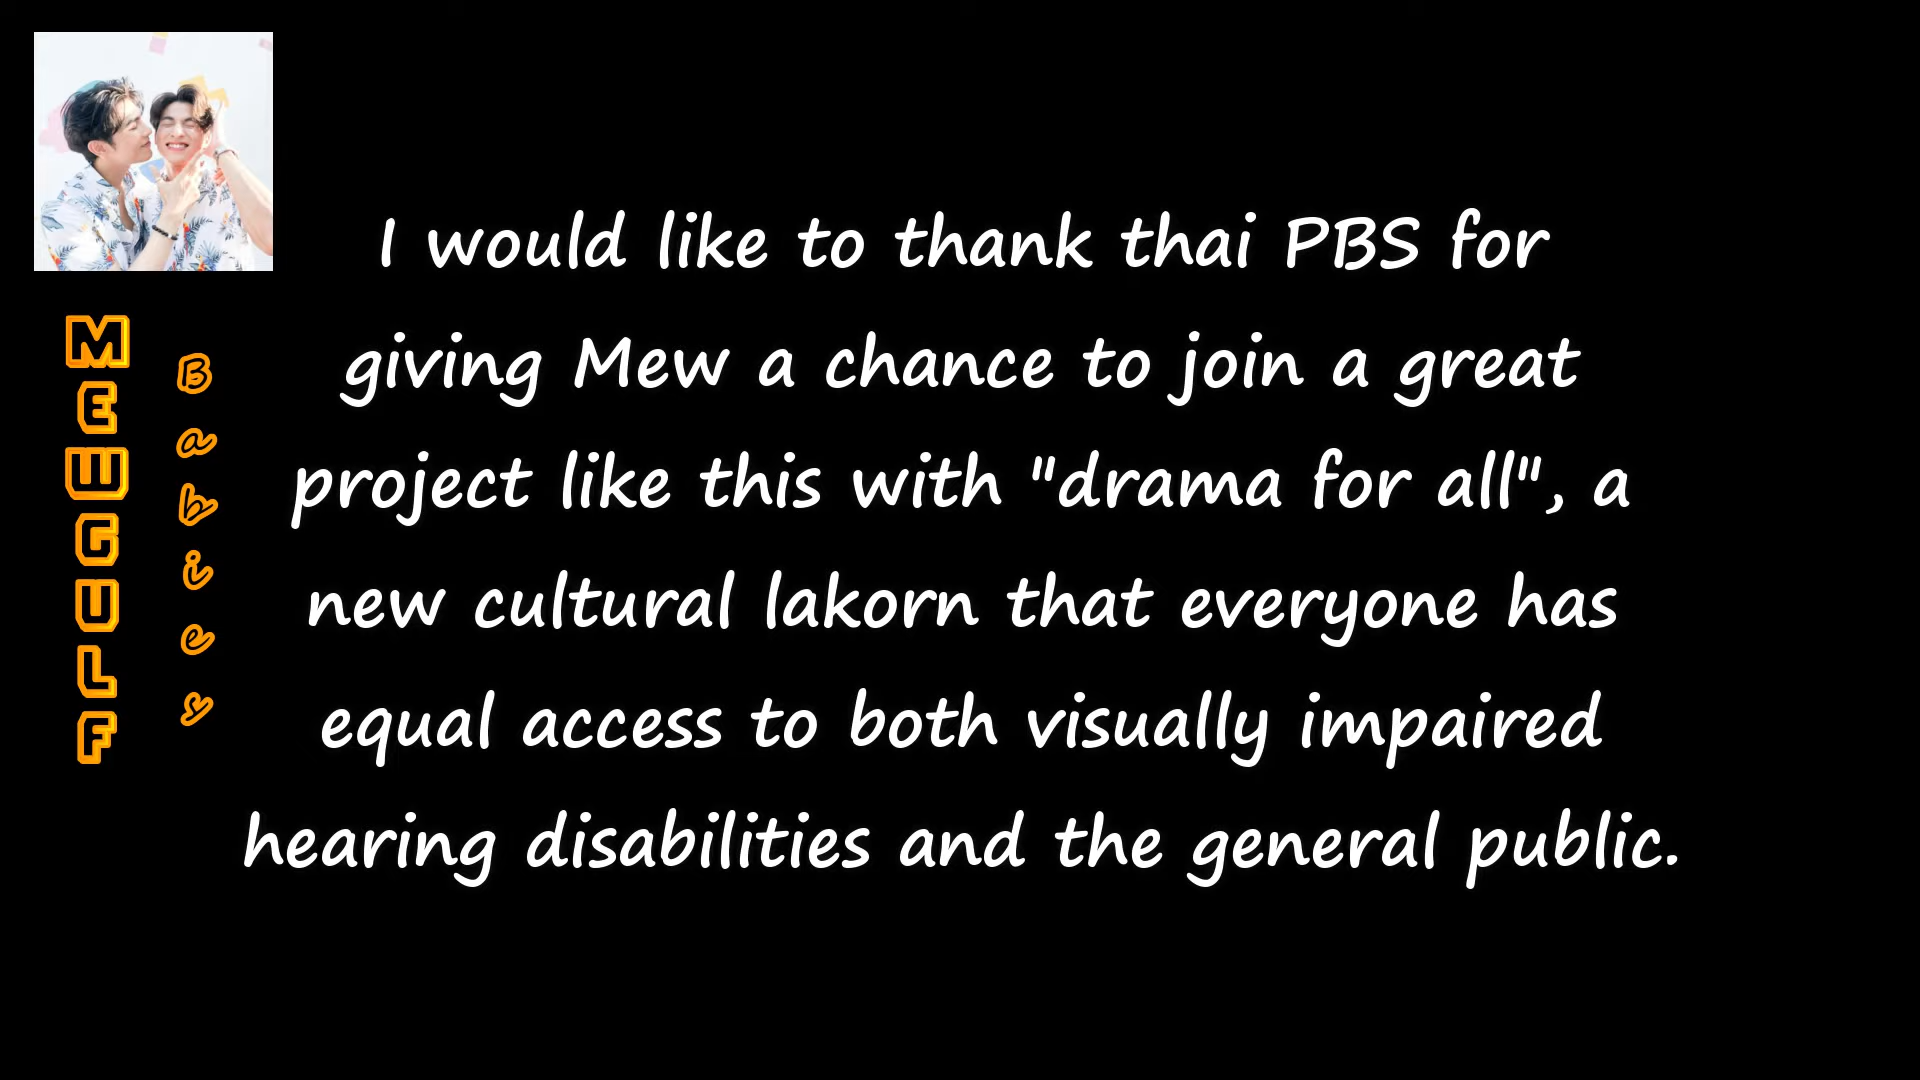 MEWGULF
Babies
I would like to thank thai PBS for
giving Mew a chance to join a great
project like this with "drama for all", a
new cultural lakorn that everyone has
equal access to both visually impaired
hearing disabilities and the general public.